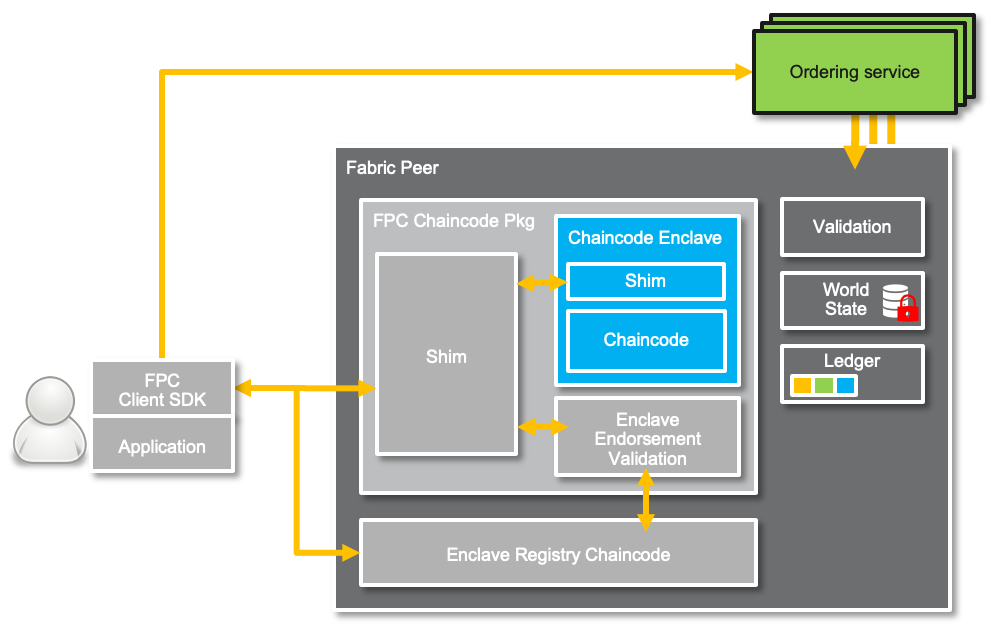 Ordering service
Fabric Peer
FPC Chaincode Pkg
Chaincode Enclave
Shim
Chaincode
Shim
Enclave
Endorsement
Validation
Enclave Registry Chaincode
Validation
World
State
Ledger
FPC
Client SDK
Application